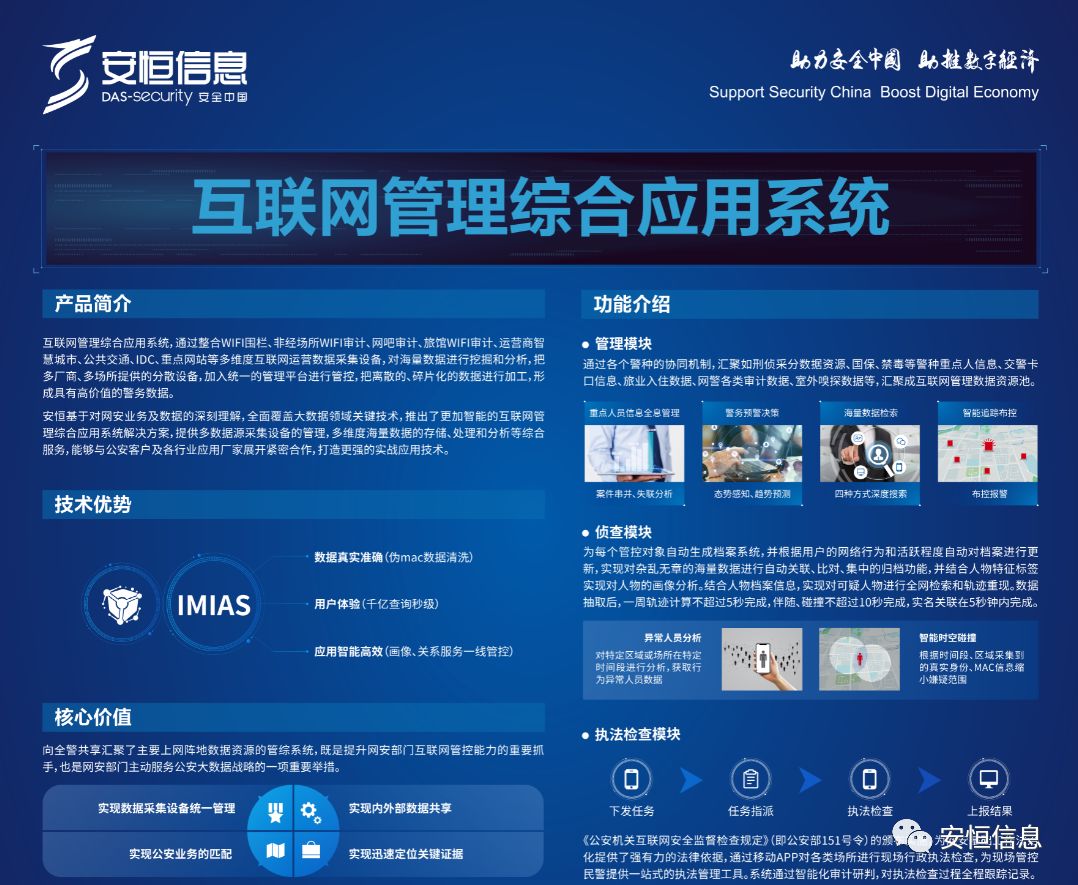 安恒信息
DAS-security 安全中国
助力安全中國 助推数字經濟
Support Security China Boost Digital Economy
互联网管理综合应用系统
产品简介
互联网管理综合应用系统，通过整合WIFI围栏、非经场所WIFI审计、网吧审计、旅馆WIFI审计、运营商智
慧城市、公共交通、IDC、重点网站等多维度互联网运营数据采集设备，对海量数据进行挖掘和分析，把
多厂商、多场所提供的分散设备，加入统一的管理平台进行管控，把离散的、碎片化的数据进行加工，形
成具有高价值的警务数据。
安恒基于对网安业务及数据的深刻理解，全面覆盖大数据领域关键技术，推出了更加智能的互联网管
理综合应用系统解决方案，提供多数据源采集设备的管理，多维度海量数据的存储、处理和分析等综合
服务，能够与公安客户及各行业应用厂家展开紧密合作，打造更强的实战应用技术。
技术优势
IMIAS
数据真实准确（伪mac数据清洗）
用户体验（千亿查询秒级）
应用智能高效（画像、关系服务一线管控）
核心价值
向全警共享汇聚了主要上网阵地数据资源的管综系统，既是提升网安部门互联网管控能力的重要抓
手，也是网安部门主动服务公安大数据战略的一项重要举措。
实现数据采集设备统一管理
实现内外部数据共享
实现公安业务的匹配
实现迅速定位关键证据
功能介绍
● 管理模块
通过各个警种的协同机制，汇聚如刑侦采分数据资源、国保、禁毒等警种重点人信息、交警卡
口信息、旅业入住数据、网警各类审计数据、室外嗅探数据等，汇聚成互联网管理数据资源池。
重点人员信息全息管理
案件串并、失联分析
警务预警决策
态势感知、趋势预测
海量数据检索
四种方式深度搜索
智能追踪布控
布控报警
● 侦查模块
为每个管控对象自动生成档案系统，并根据用户的网络行为和活跃程度自动对档案进行更
新，实现对杂乱无章的海量数据进行自动关联、比对、集中的归档功能，并结合人物特征标签
实现对人物的画像分析。结合人物档案信息，实现对可疑人物进行全网检索和轨迹重现。数据
抽取后，一周轨迹计算不超过5秒完成，伴随、碰撞不超过10秒完成，实名关联在5秒钟内完成。
异常人员分析
对特定区域或场所在特定
时间段进行分析，获取行
为异常人员数据
智能时空碰撞
根据时间段、区域采集到
的真实身份、MAC信息缩
小嫌疑范围
● 执法检查模块
下发任务
任务指派
执法检查
上报结果
《公安机关互联网安全监督检查规定》（即公安部151号令）的颁
化提供了强有力的法律依据，通过移动APP对各类场所进行现场行政执法检查，为现场管控
民警提供一站式的执法管理工具。系统通过智能化审计研判，对执法检查过程全程跟踪记录。
安恒信息